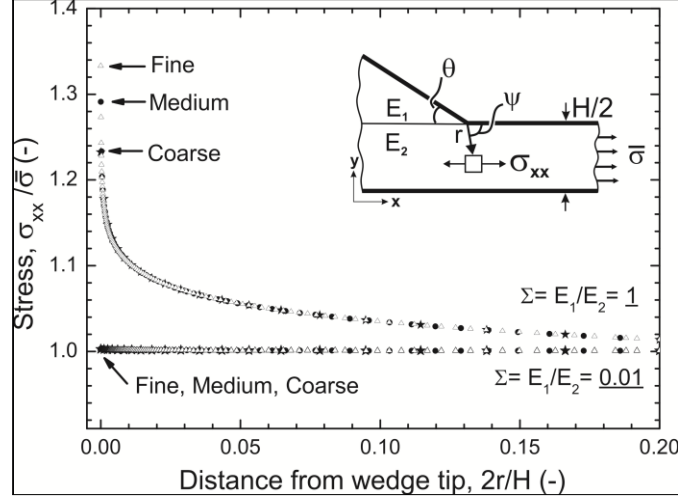 1.4
1.3
1.2
1.1
1.0
Stress, σxx/σ̄ (-)
Fine
Medium
Coarse
θ
ψ
E1
E2
r
H/2
σ̄
σxx
y
x
Σ= E1/E2= 1
Σ= E1/E2= 0.01
Fine, Medium, Coarse
0.00 0.05 0.10 0.15 0.20
Distance from wedge tip, 2r/H (-)